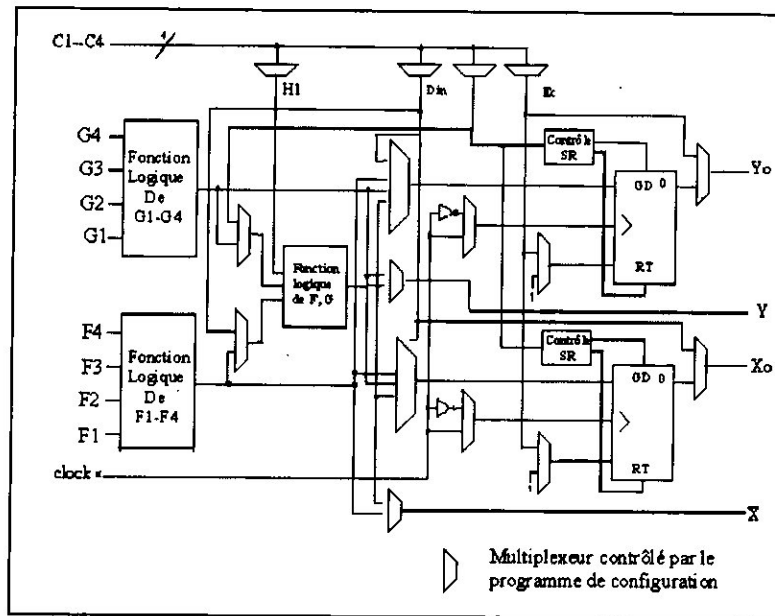 C1--C4
4
H1
Din
Ec
G4
G3
G2
G1
Fonction
Logique
De
G1-G4
Contrôle
SR
GD 0
RT
Yo
Fonction
logique
de F, G
Y
F4
F3
F2
F1
Fonction
Logique
De
F1-F4
Contrôle
SR
GD 0
RT
Xo
clock
X
Multiplexeur contrôlé par le
programme de configuration